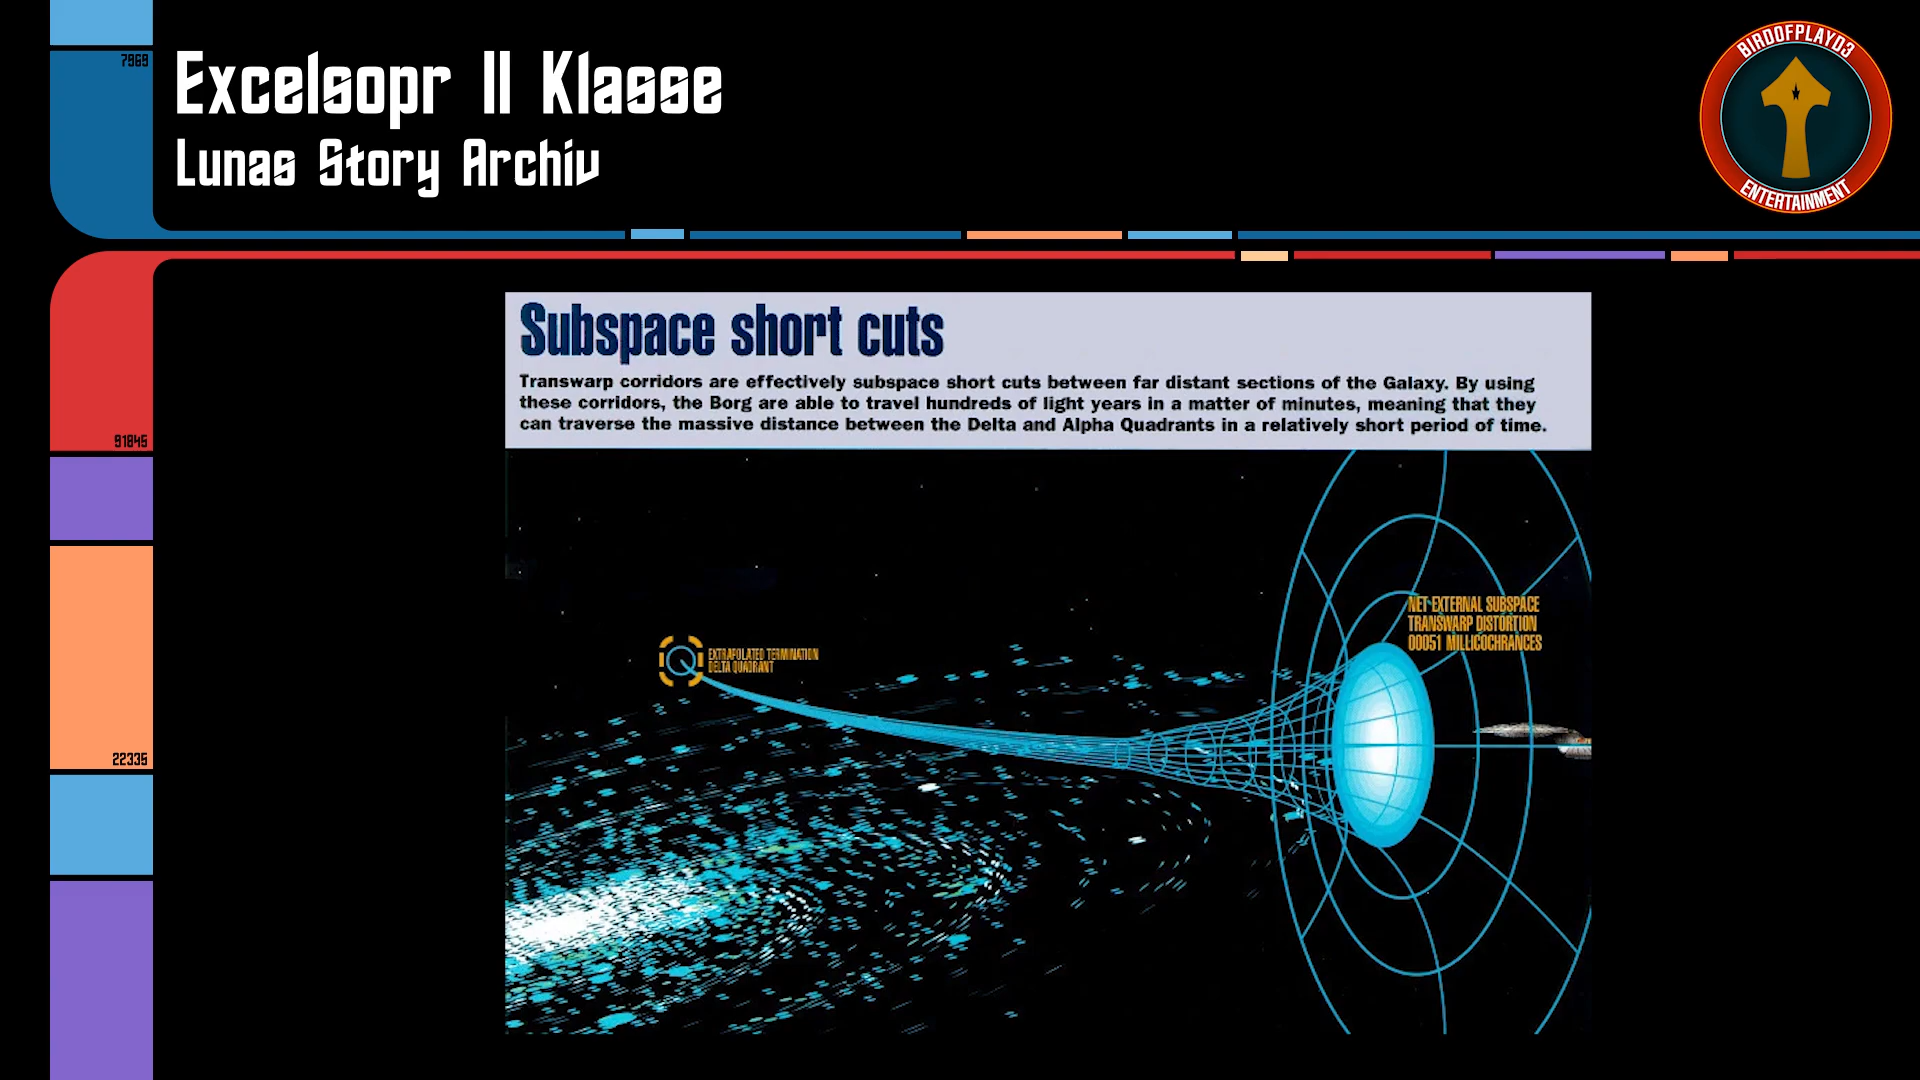 7969
Excelsopr II Klasse
Lunas Story Archiv
BIRDOFPLAYD3
ENTERTAINMENT
91845
22335
Subspace short cuts
Transwarp corridors are effectively subspace short cuts between far distant sections of the Galaxy. By using
these corridors, the Borg are able to travel hundreds of light years in a matter of minutes, meaning that they
can traverse the massive distance between the Delta and Alpha Quadrants in a relatively short period of time.
NET EXTERNAL SUBSPACE
TRANSWARP DISTORTION
00051 MILLICOCHRANCES
EXTRAPOLATED TERMINATION
DELTA QUADRANT